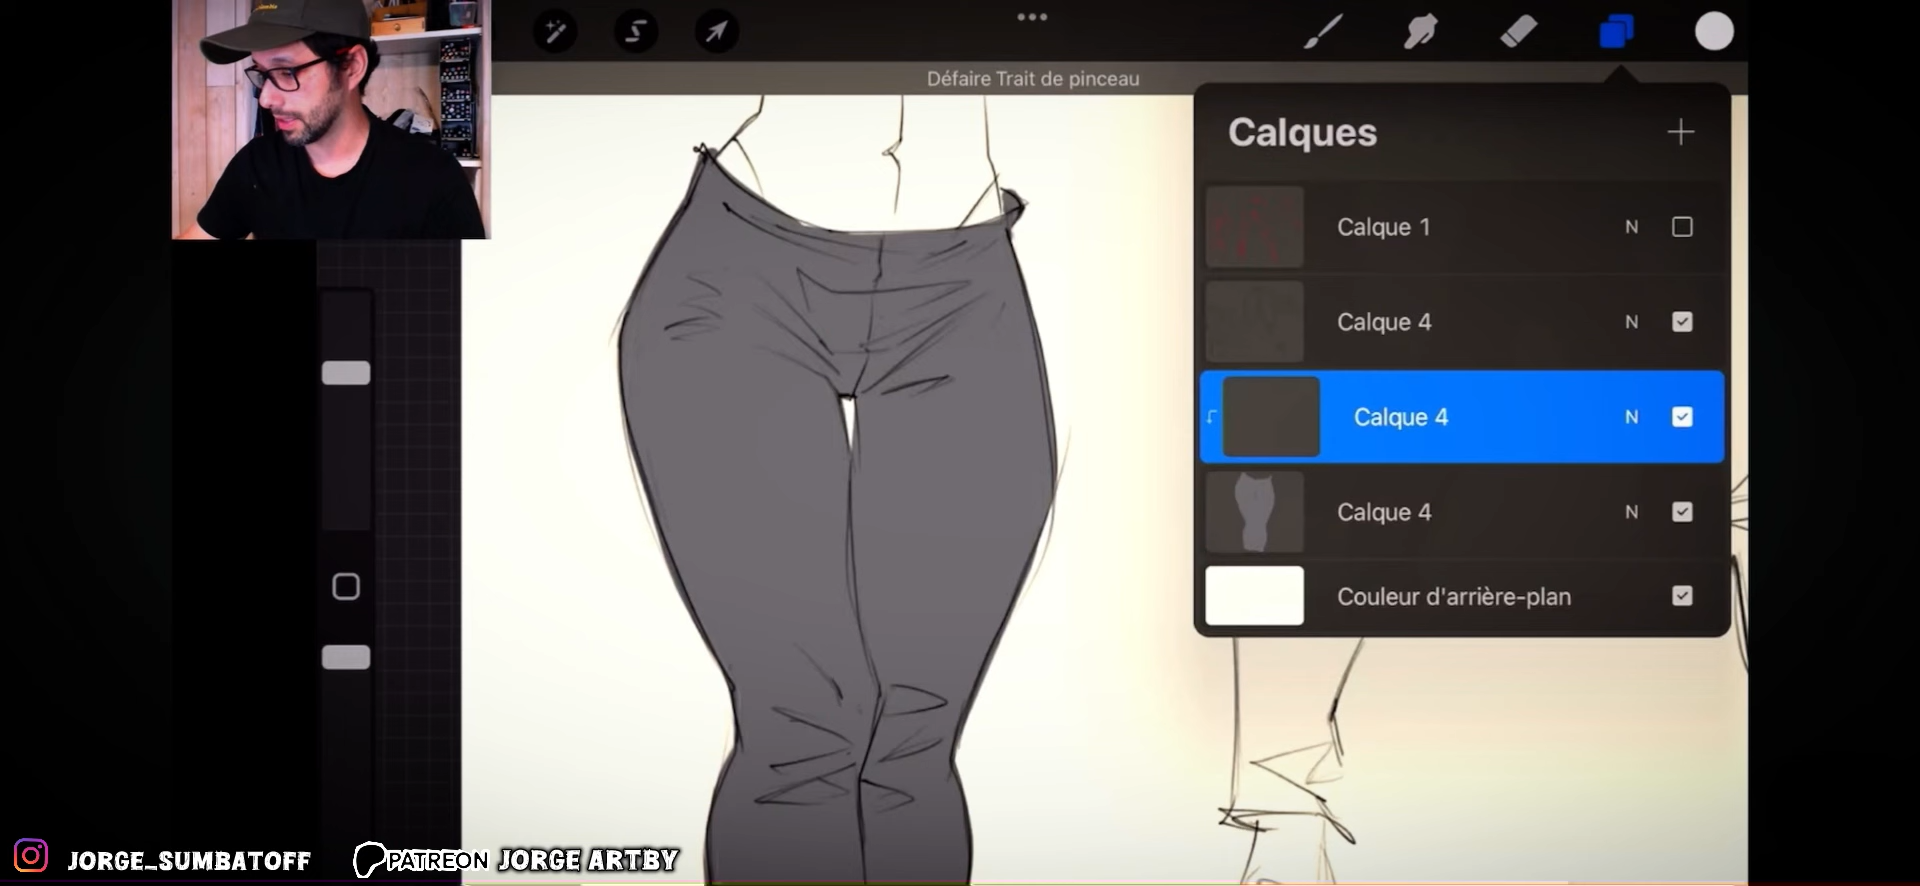 Défaire Trait de pinceau
Calques
Calque 1 N
Calque 4 N
Calque 4 N
Calque 4 N
Couleur d'arrière-plan
JORGE_SUMBATOFF
PATREON JORGE ARTBY